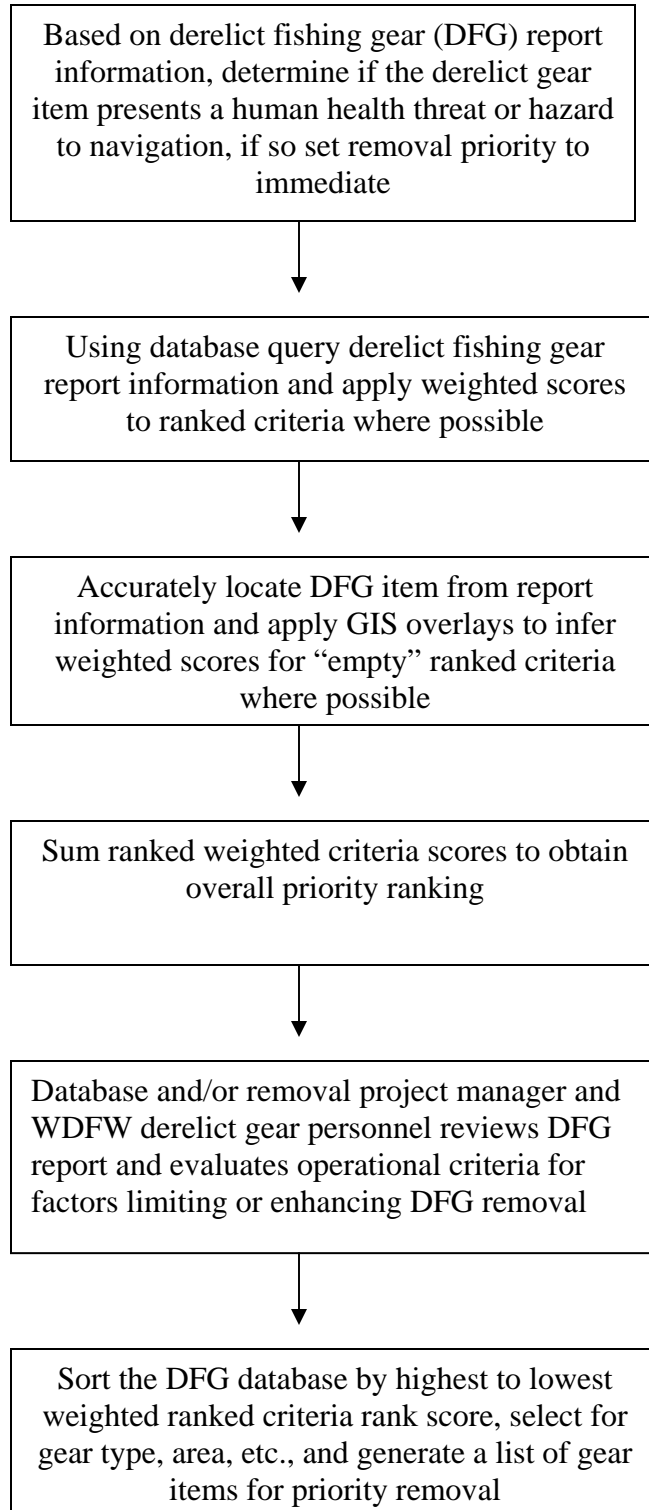 Based on derelict fishing gear (DFG) report
information, determine if the derelict gear
item presents a human health threat or hazard
to navigation, if so set removal priority to
immediate
Using database query derelict fishing gear
report information and apply weighted scores
to ranked criteria where possible
Accurately locate DFG item from report
information and apply GIS overlays to infer
weighted scores for “empty” ranked criteria
where possible
Sum ranked weighted criteria scores to obtain
overall priority ranking
Database and/or removal project manager and
WDFW derelict gear personnel reviews DFG
report and evaluates operational criteria for
factors limiting or enhancing DFG removal
Sort the DFG database by highest to lowest
weighted ranked criteria rank score, select for
gear type, area, etc., and generate a list of gear
items for priority removal